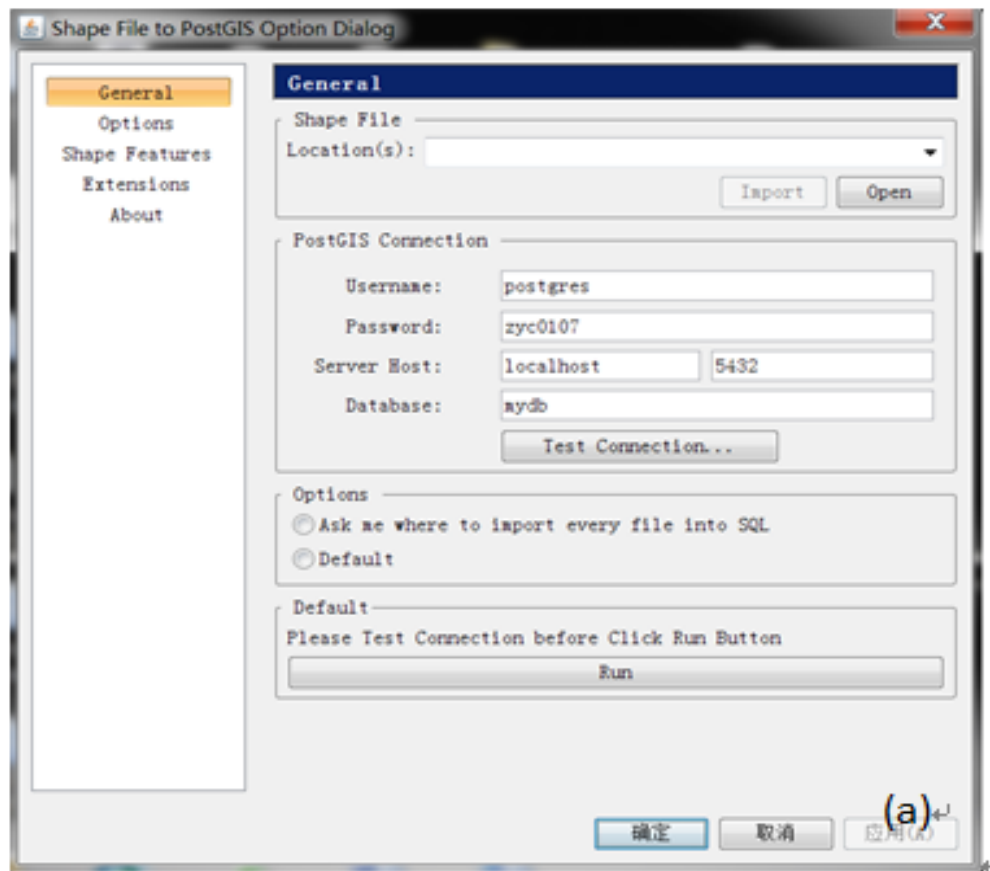 Shape File to PostGIS Option Dialog
General
Options
Shape Features
Extensions
About
General
Shape File
Location(s):
Import Open
PostGIS Connection
Username: postgres
Password: zyc0107
Server Host: localhost 5432
Database: mydb
Test Connection...
Options
Ask me where to import every file into SQL
Default
Default
Please Test Connection before Click Run Button
Run
(a)↵
确定 取消 应用(A)